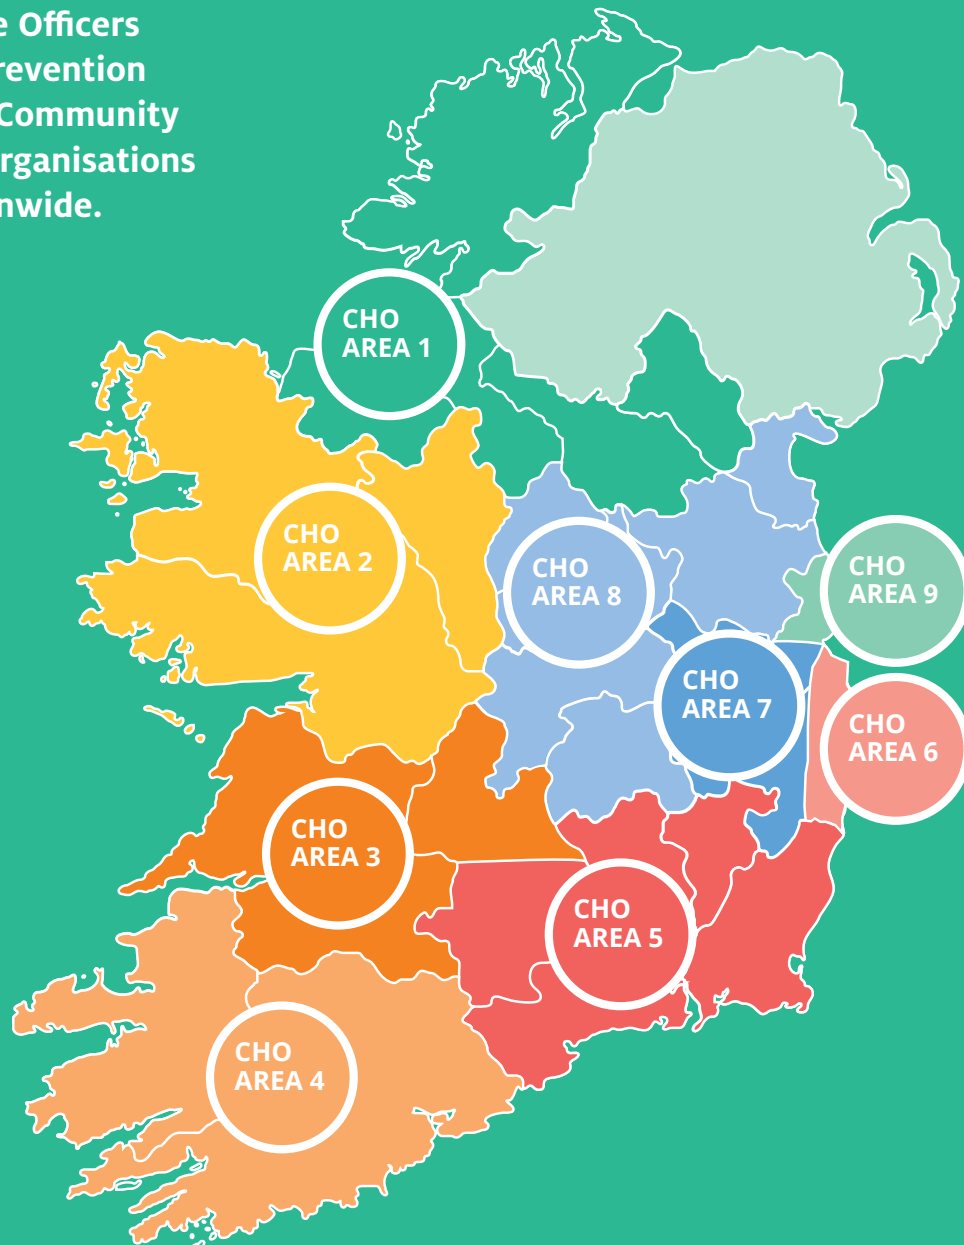 e Officers
revention
Community
rganisations
nwide.
CHO
AREA 1
CHO
AREA 2
CHO
AREA 8
CHO
AREA 9
CHO
AREA 7
CHO
AREA 6
CHO
AREA 3
CHO
AREA 5
CHO
AREA 4